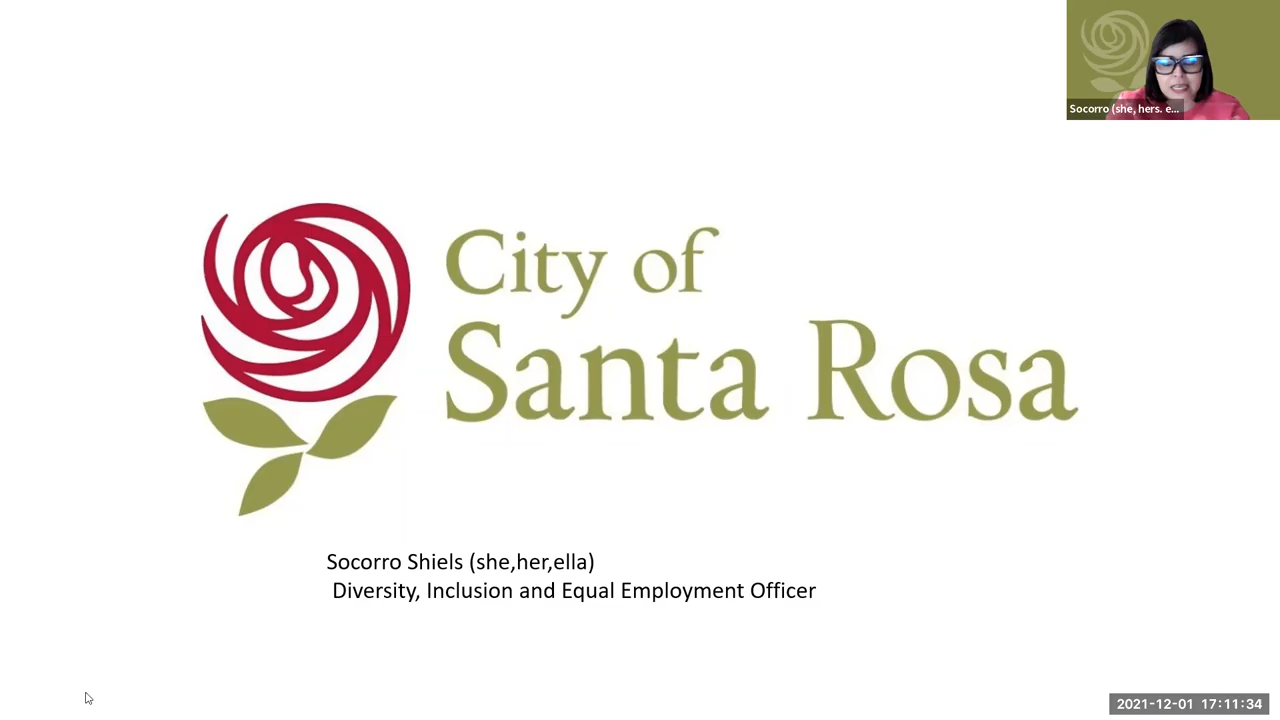 Socorro (she, hers. e...
City of
Santa Rosa
Socorro Shiels (she,her,ella)
Diversity, Inclusion and Equal Employment Officer
2021-12-01 17:11:34